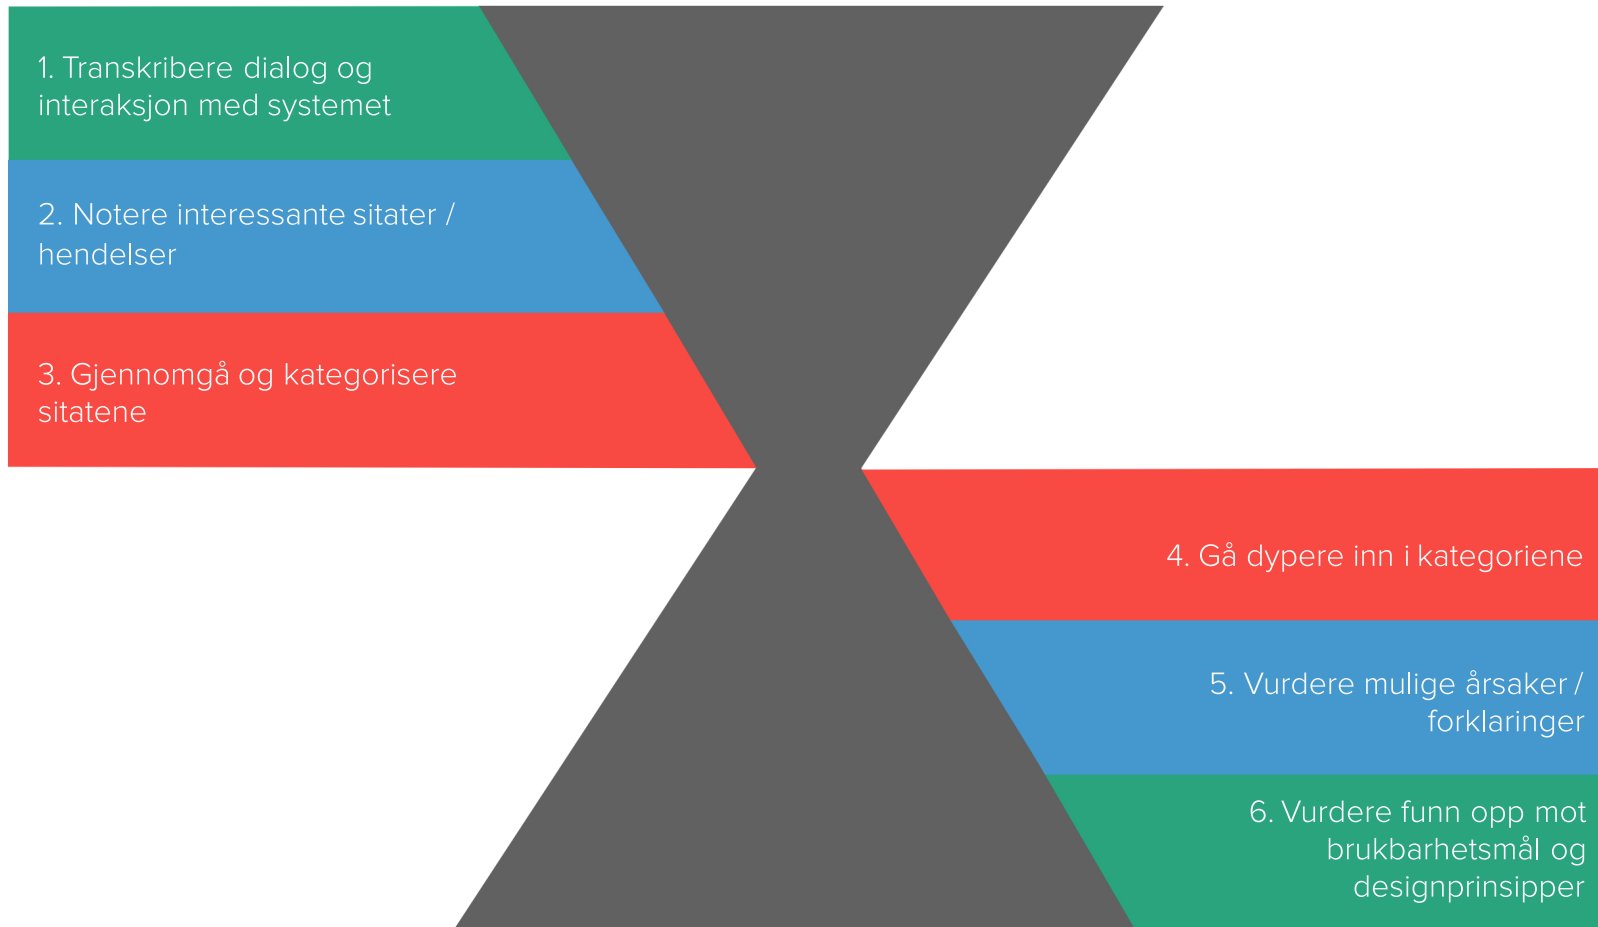 1. Transkribere dialog og
interaksjon med systemet
2. Notere interessante sitater /
hendelser
3. Gjennomgå og kategorisere
sitatene
4. Gå dypere inn i kategoriene
5. Vurdere mulige årsaker /
forklaringer
6. Vurdere funn opp mot
brukbarhetsmål og
designprinsipper